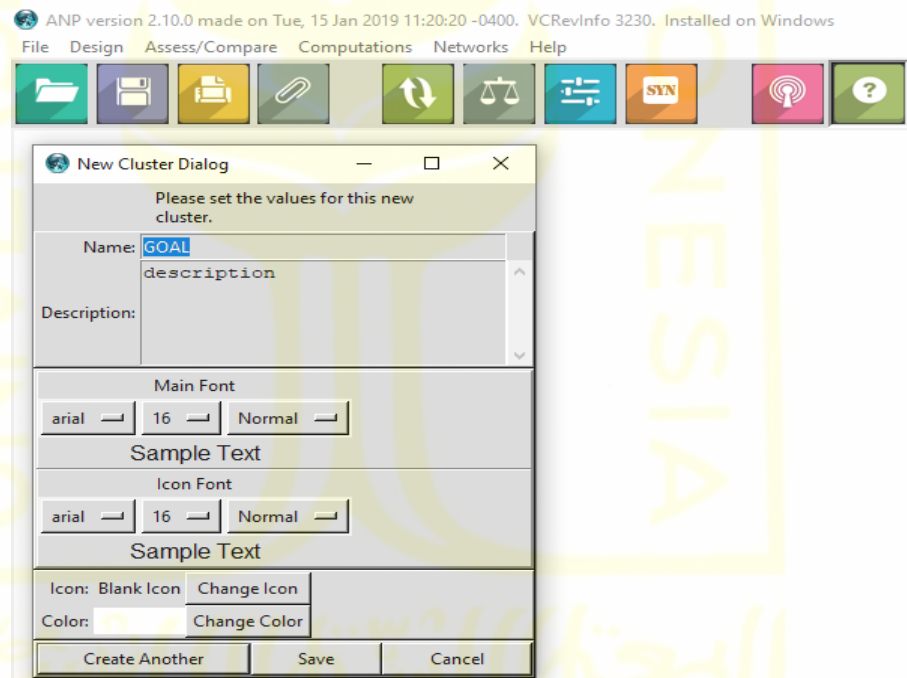 ANP version 2.10.0 made on Tue, 15 Jan 2019 11:20:20 -0400. VCRevInfo 3230. Installed on Windows
File Design Assess/Compare Computations Networks Help
SYN ?
New Cluster Dialog
Please set the values for this new
cluster.
Name: GOAL
description
Description:
Main Font
arial 16 Normal
Sample Text
Icon Font
arial 16 Normal
Sample Text
Icon: Blank Icon Change Icon
Color: Change Color
Create Another Save Cancel
ONESIA